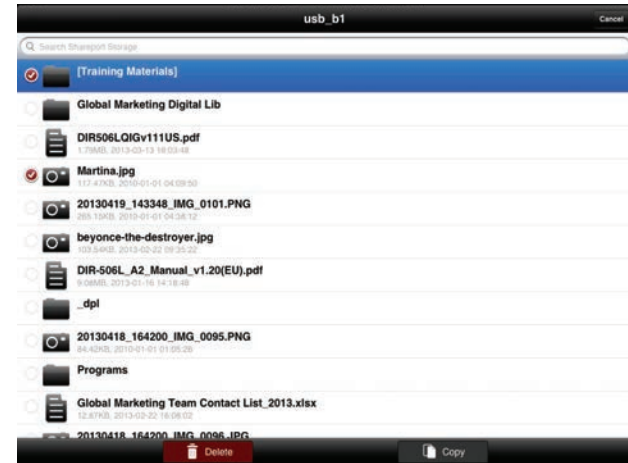 usb_b1
Cancel
Search Shareport Storage
[Training Materials]
Global Marketing Digital Lib
DIR506LQIGv111US.pdf
1.79MB, 2013-03-13 16:03:48
Martina.jpg
117.47KB, 2010-01-01 04:09:50
20130419_143348_IMG_0101.PNG
265.15KB, 2010-01-01 04:38:12
beyonce-the-destroyer.jpg
103.54KB, 2013-02-22 09:35:22
DIR-506L_A2_Manual_v1.20(EU).pdf
9.08MB, 2013-01-16 14:18:48
_dpl
20130418_164200_IMG_0095.PNG
84.42KB, 2010-01-01 01:05:26
Programs
Global Marketing Team Contact List_2013.xlsx
12.87KB, 2013-02-22 16:08:02
20130418_164200_IMG_0096.JPG
Delete
Copy